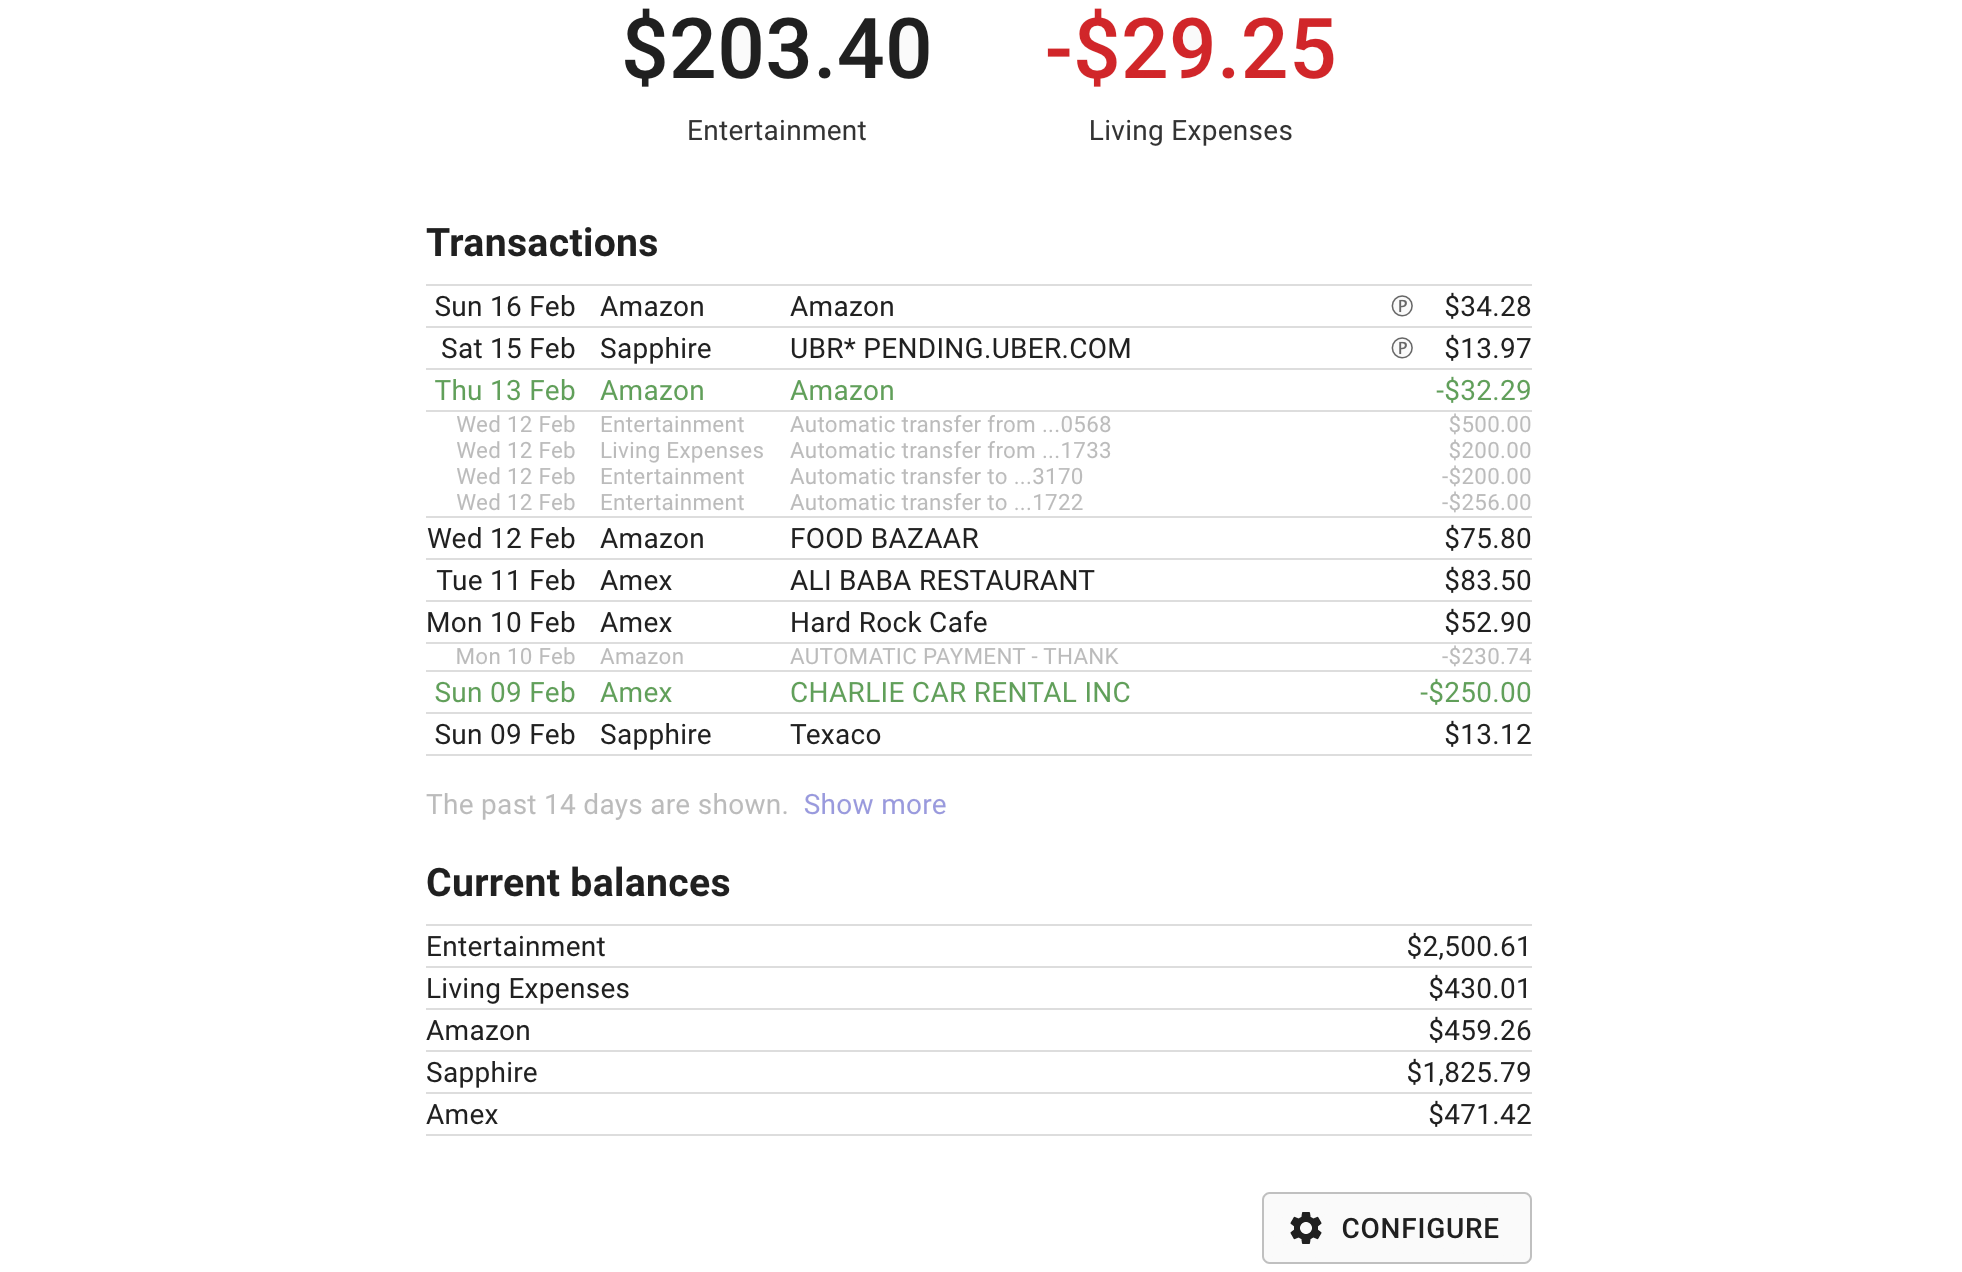 $203.40 -$29.25
Entertainment Living Expenses
Transactions
Sun 16 Feb Amazon Amazon Ⓟ $34.28
Sat 15 Feb Sapphire UBR* PENDING.UBER.COM Ⓟ $13.97
Thu 13 Feb Amazon Amazon -$32.29
Wed 12 Feb Entertainment Automatic transfer from ...0568 $500.00
Wed 12 Feb Living Expenses Automatic transfer from ...1733 $200.00
Wed 12 Feb Entertainment Automatic transfer to ...3170 -$200.00
Wed 12 Feb Entertainment Automatic transfer to ...1722 -$256.00
Wed 12 Feb Amazon FOOD BAZAAR $75.80
Tue 11 Feb Amex ALI BABA RESTAURANT $83.50
Mon 10 Feb Amex Hard Rock Cafe $52.90
Mon 10 Feb Amazon AUTOMATIC PAYMENT - THANK -$230.74
Sun 09 Feb Amex CHARLIE CAR RENTAL INC -$250.00
Sun 09 Feb Sapphire Texaco $13.12
The past 14 days are shown. Show more
Current balances
Entertainment $2,500.61
Living Expenses $430.01
Amazon $459.26
Sapphire $1,825.79
Amex $471.42
CONFIGURE